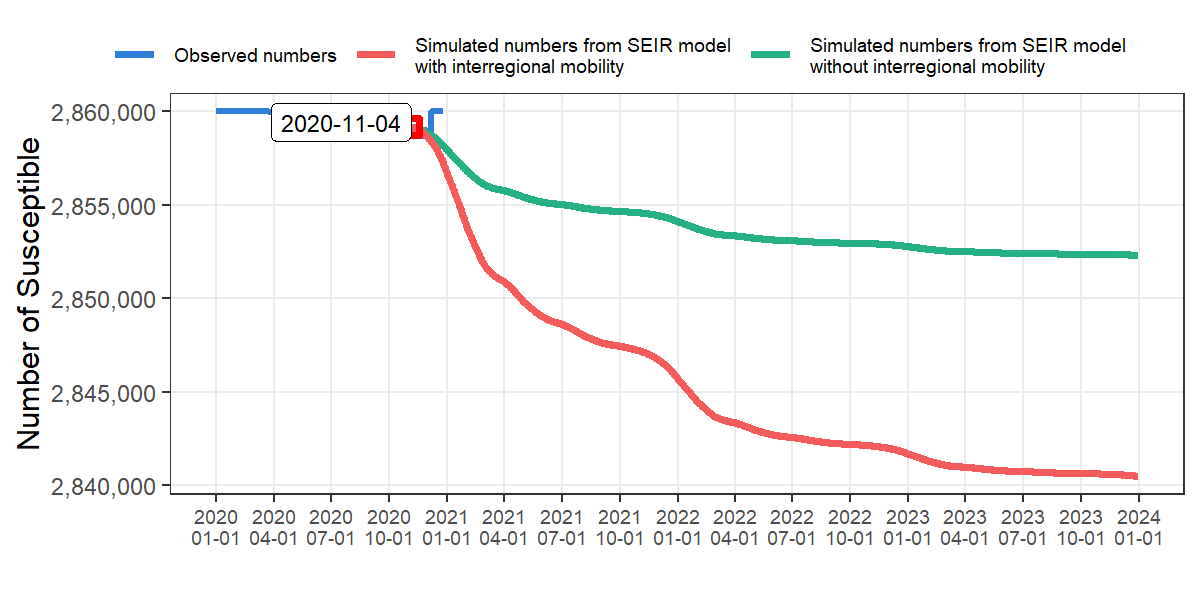 Observed numbers
Simulated numbers from SEIR model
with interregional mobility
Simulated numbers from SEIR model
without interregional mobility
Number of Susceptible
2,860,000
2,855,000
2,850,000
2,845,000
2,840,000
2020-11-04
2020 2020 2020 2020 2021 2021 2021 2021 2022 2022 2022 2022 2023 2023 2023 2023 2024
01-01 04-01 07-01 10-01 01-01 04-01 07-01 10-01 01-01 04-01 07-01 10-01 01-01 04-01 07-01 10-01 01-01